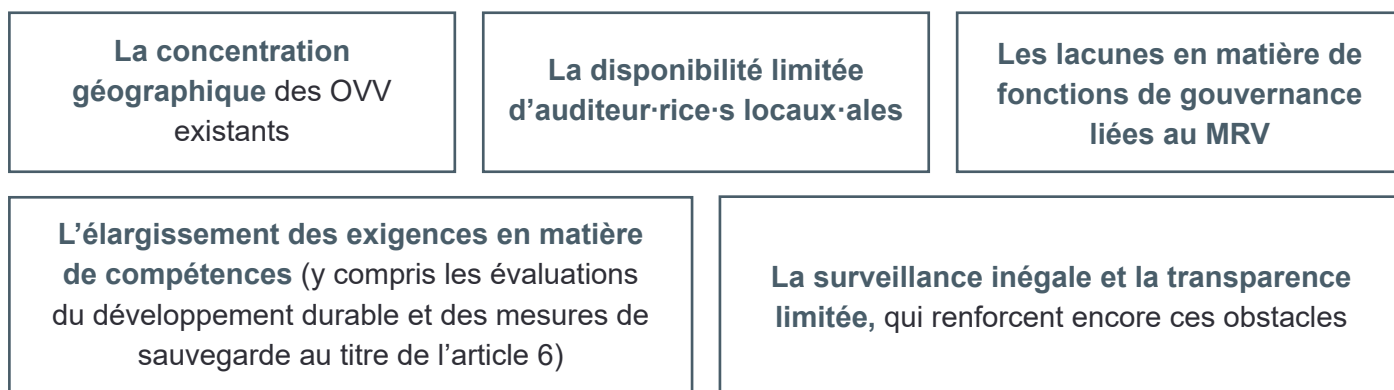 La concentration
géographique des OVV
existants
La disponibilité limitée
d’auditeur·rice·s locaux·ales
Les lacunes en matière de
fonctions de gouvernance
liées au MRV
L’élargissement des exigences en matière
de compétences (y compris les évaluations
du développement durable et des mesures de
sauvegarde au titre de l’article 6)
La surveillance inégale et la transparence
limitée, qui renforcent encore ces obstacles